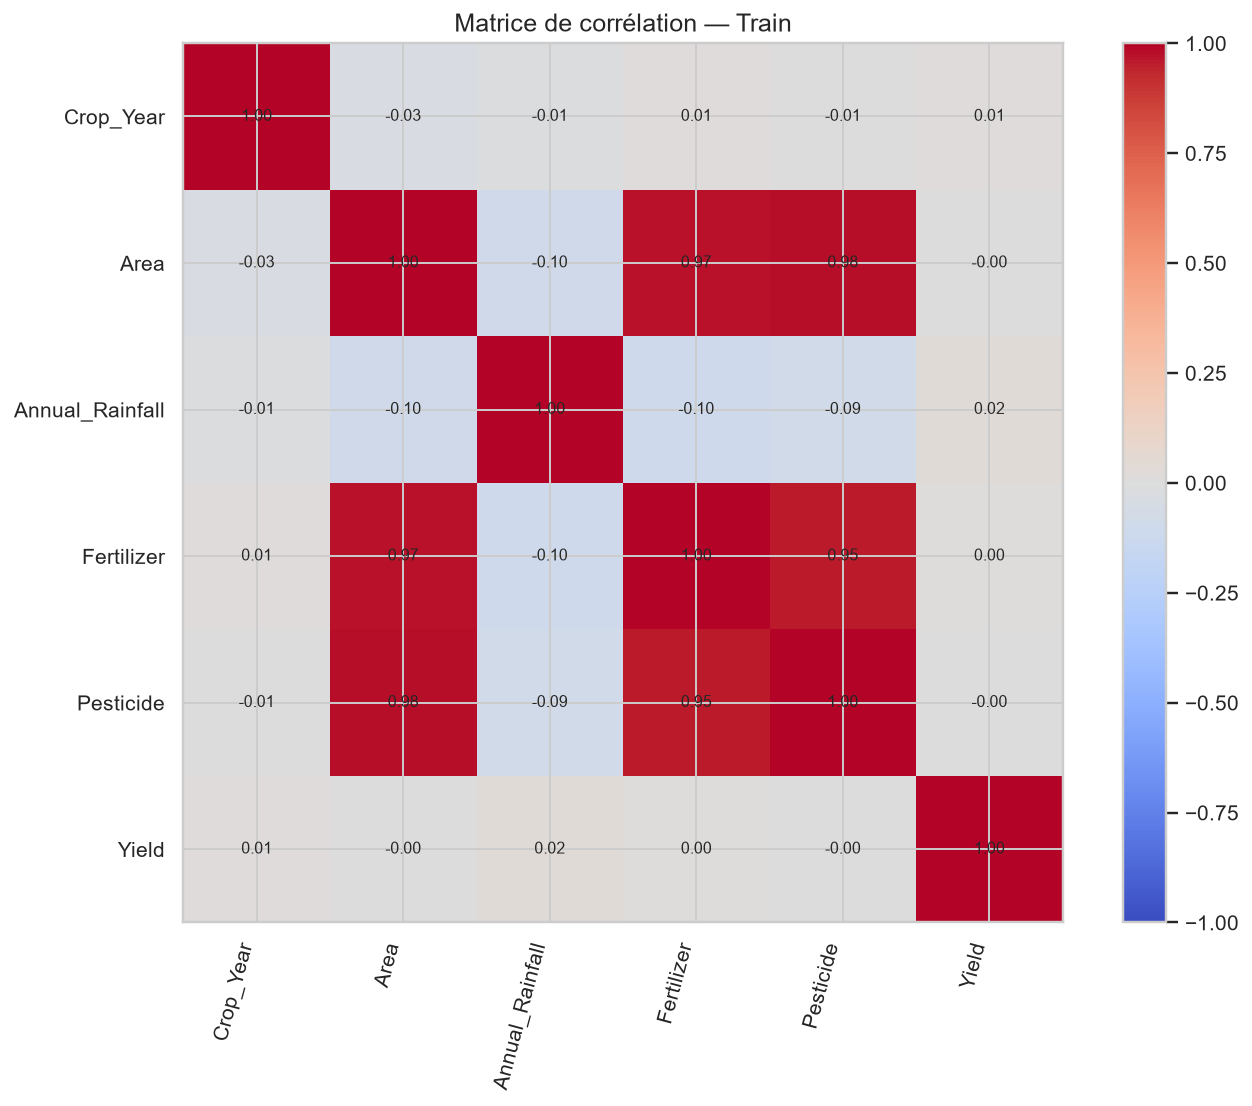 Matrice de corrélation — Train
Crop_Year 1.00 -0.03 -0.01 0.01 -0.01 0.01
Area -0.03 1.00 -0.10 0.97 0.98 -0.00
Annual_Rainfall -0.01 -0.10 1.00 -0.10 -0.09 0.02
Fertilizer 0.01 0.97 -0.10 1.00 0.95 0.00
Pesticide -0.01 0.98 -0.09 0.95 1.00 -0.00
Yield 0.01 -0.00 0.02 0.00 -0.00 1.00
Crop_Year Area Annual_Rainfall Fertilizer Pesticide Yield
1.00
0.75
0.50
0.25
0.00
−0.25
−0.50
−0.75
−1.00